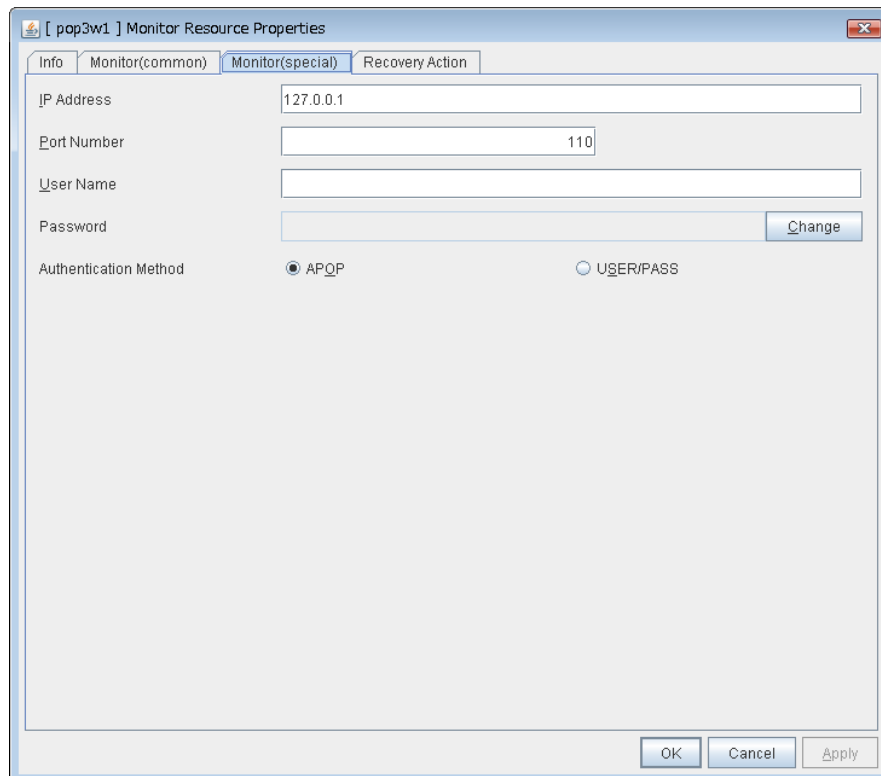 [ pop3w1 ] Monitor Resource Properties
Info Monitor(common) Monitor(special) Recovery Action
IP Address 127.0.0.1
Port Number 110
User Name
Password Change
Authentication Method APOP USER/PASS
OK Cancel Apply